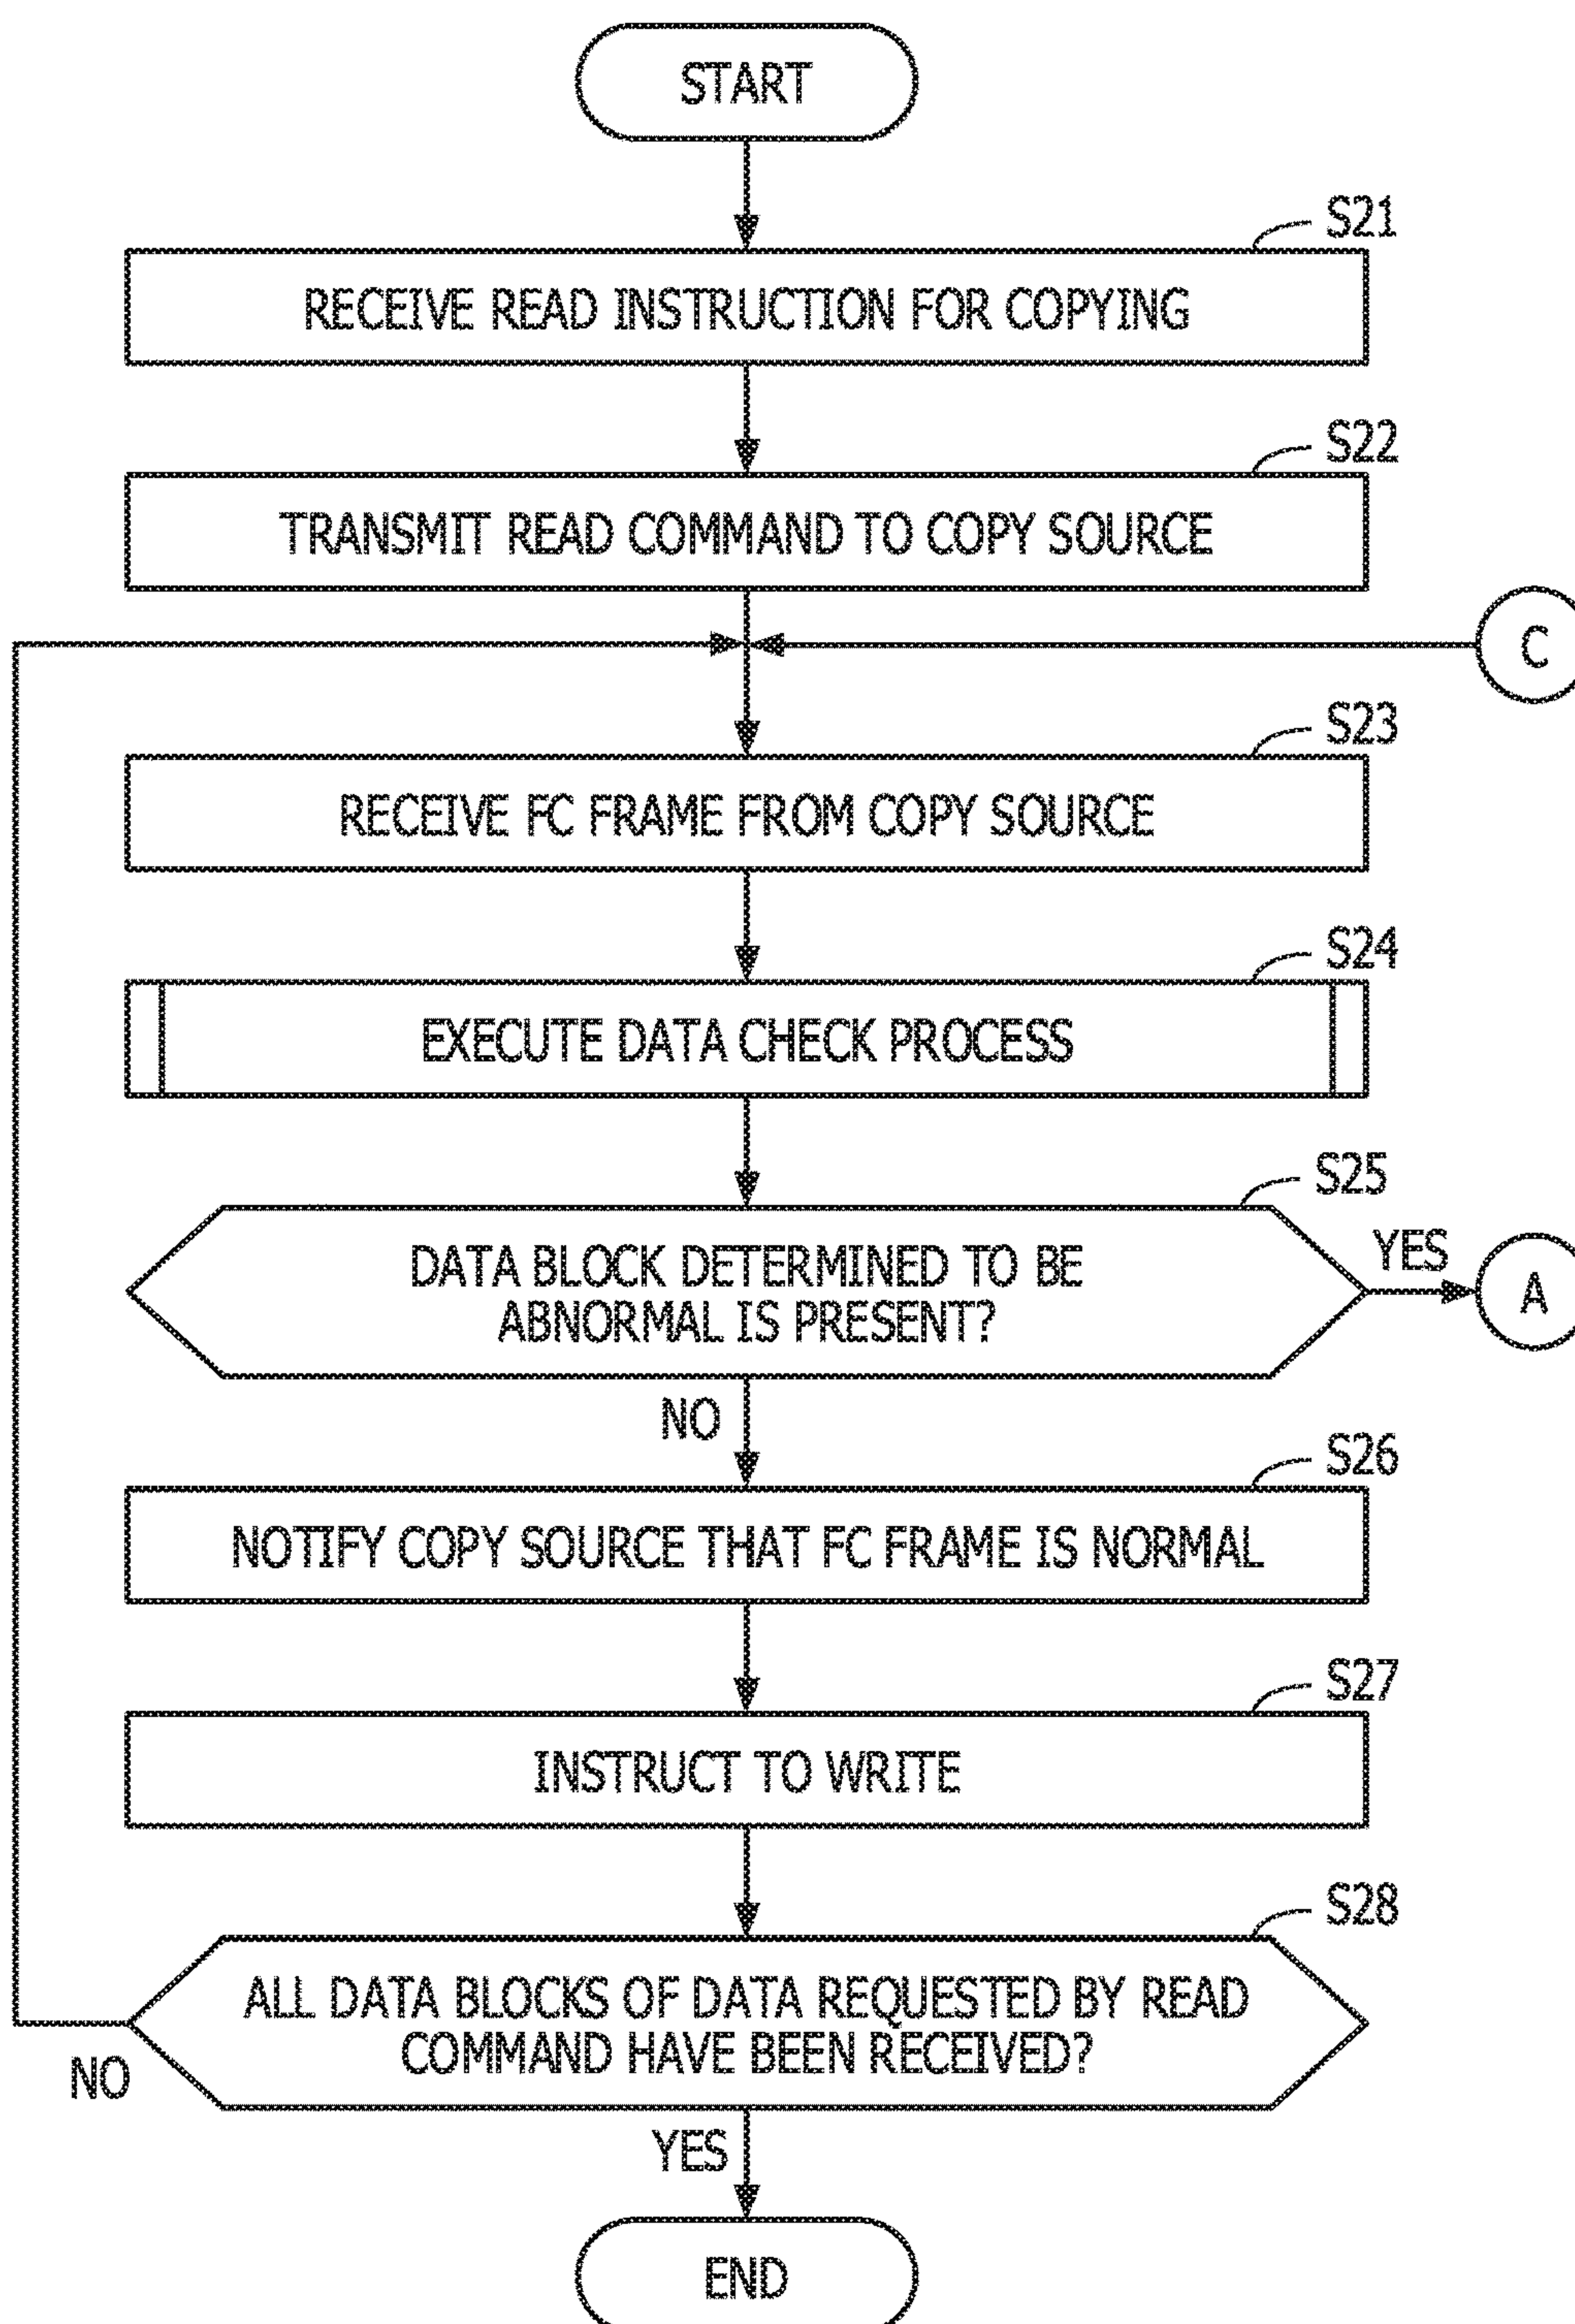 START
S21
RECEIVE READ INSTRUCTION FOR COPYING
S22
TRANSMIT READ COMMAND TO COPY SOURCE
C
S23
RECEIVE FC FRAME FROM COPY SOURCE
S24
EXECUTE DATA CHECK PROCESS
S25
DATA BLOCK DETERMINED TO BE
ABNORMAL IS PRESENT?
YES
A
NO
S26
NOTIFY COPY SOURCE THAT FC FRAME IS NORMAL
S27
INSTRUCT TO WRITE
S28
ALL DATA BLOCKS OF DATA REQUESTED BY READ
COMMAND HAVE BEEN RECEIVED?
NO
YES
END